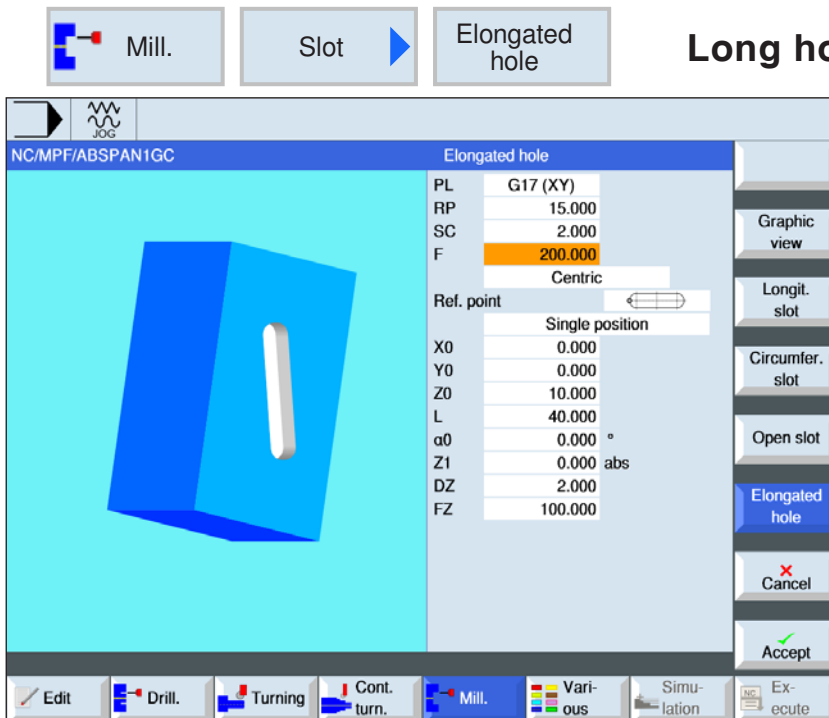 Mill.
Slot
Elongated
hole
Long ho
JOG
NC/MPF/ABSPAN1GC
Elongated hole
PL G17 (XY)
RP 15.000
SC 2.000
F 200.000
Centric
Ref. point
Single position
X0 0.000
Y0 0.000
Z0 10.000
L 40.000
α0 0.000 °
Z1 0.000 abs
DZ 2.000
FZ 100.000
Graphic
view
Longit.
slot
Circumfer.
slot
Open slot
Elongated
hole
Cancel
Accept
Edit
Drill.
Turning
Cont.
turn.
Mill.
Vari-
ous
Simu-
lation
NC
Ex-
ecute